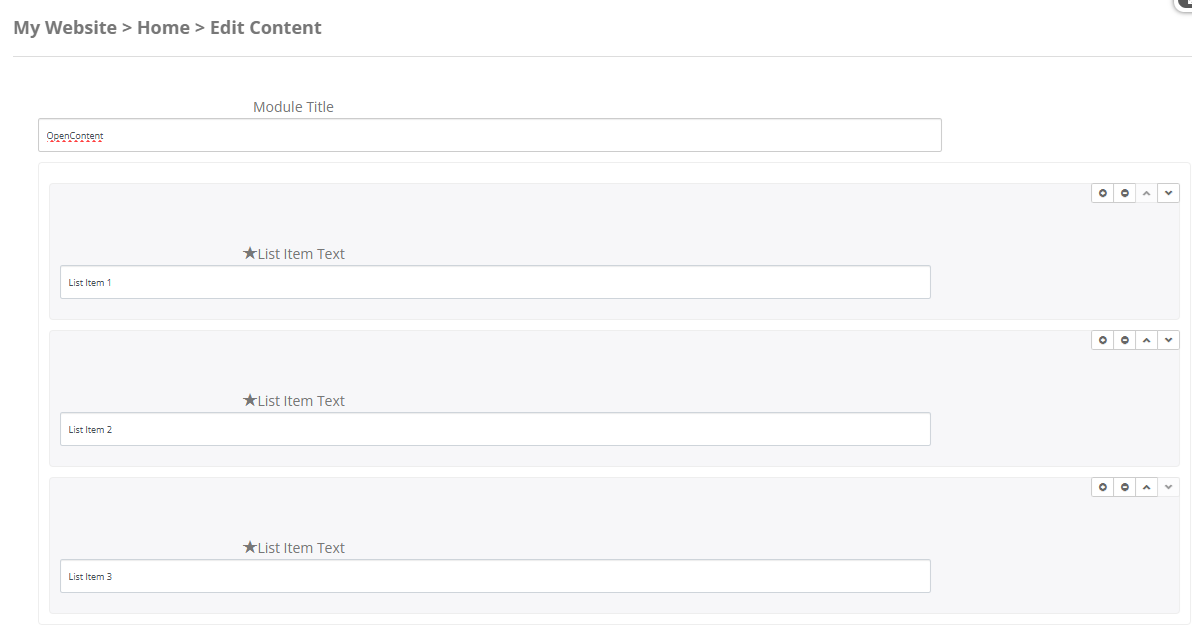 My Website > Home > Edit Content
Module Title
OpenContent
★List Item Text
List Item 1
★List Item Text
List Item 2
★List Item Text
List Item 3